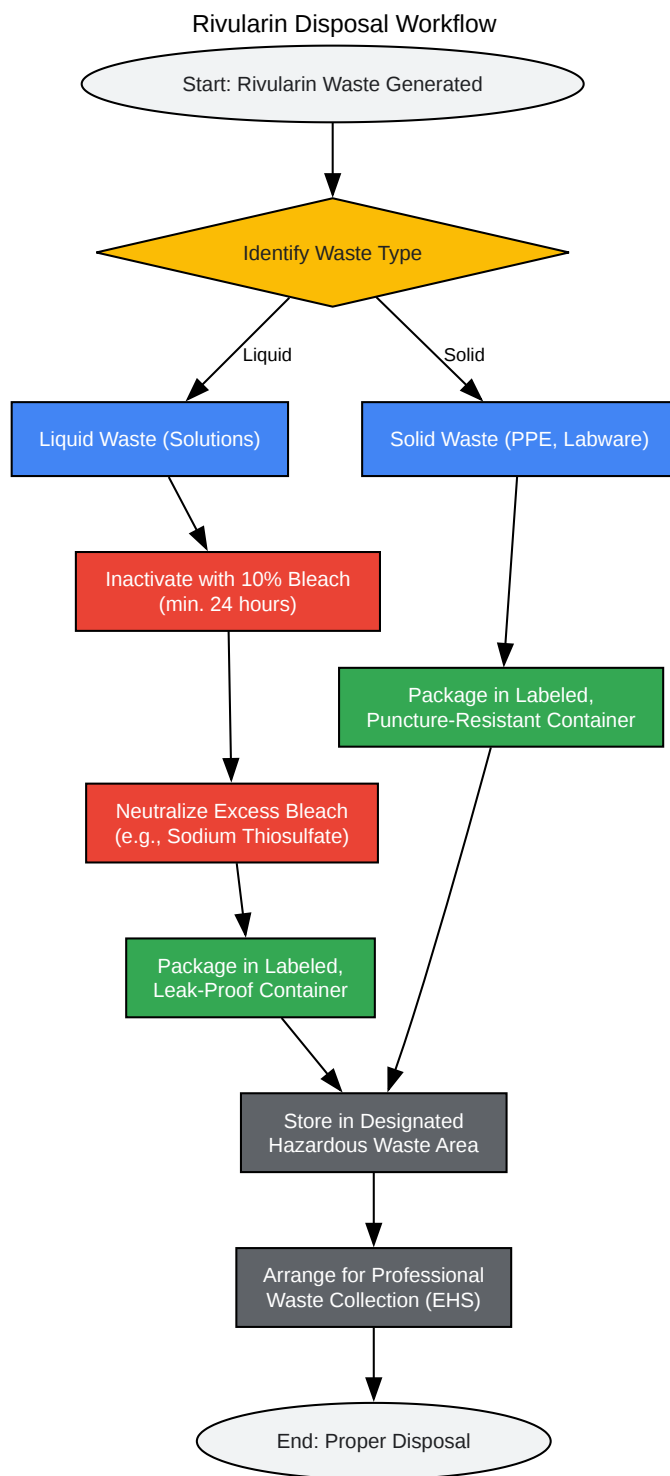 Rivularin Disposal Workflow
Start: Rivularin Waste Generated
Identify Waste Type
Liquid
Solid
Liquid Waste (Solutions)
Solid Waste (PPE, Labware)
Inactivate with 10% Bleach
(min. 24 hours)
Package in Labeled,
Puncture-Resistant Container
Neutralize Excess Bleach
(e.g., Sodium Thiosulfate)
Package in Labeled,
Leak-Proof Container
Store in Designated
Hazardous Waste Area
Arrange for Professional
Waste Collection (EHS)
End: Proper Disposal